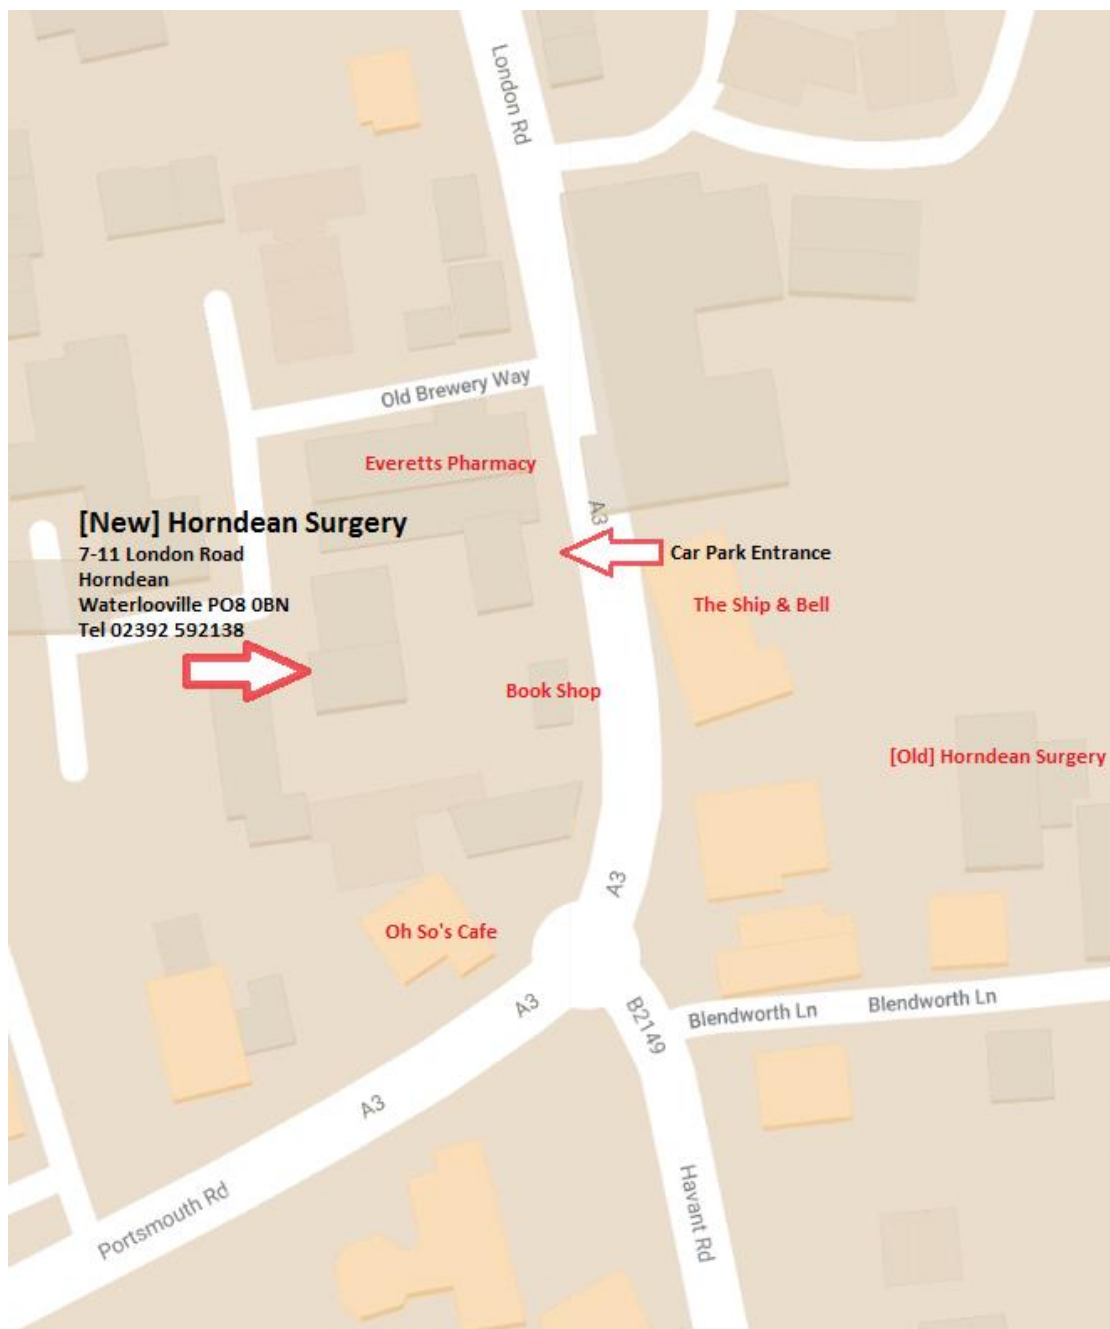 London Rd
Old Brewery Way
Everetts Pharmacy
A3
[New] Horndean Surgery
7-11 London Road
Horndean
Waterlooville PO8 0BN
Tel 02392 592138
Car Park Entrance
The Ship & Bell
Book Shop
[Old] Horndean Surgery
A3
Oh So's Cafe
A3
B2149
Blendworth Ln
Blendworth Ln
A3
Portsmouth Rd
Havant Rd